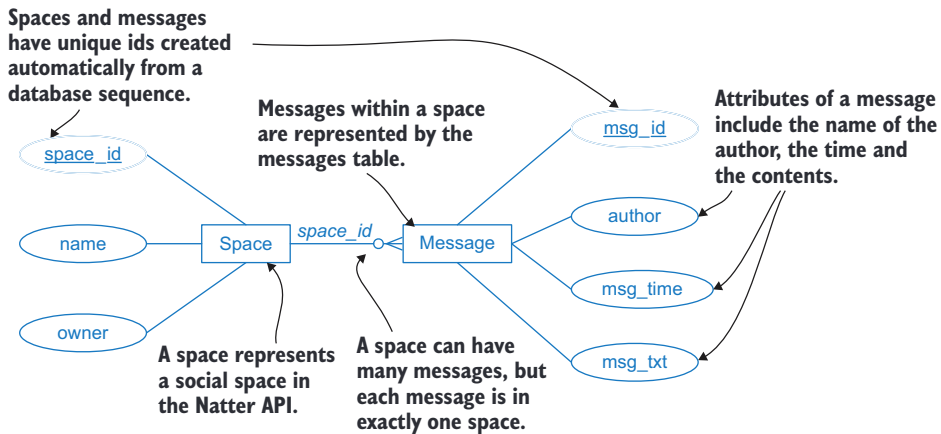 Spaces and messages
have unique ids created
automatically from a
database sequence.
Messages within a space
are represented by the
messages table.
Attributes of a message
include the name of the
author, the time and
the contents.
space_id
name
owner
Space
space_id
Message
msg_id
author
msg_time
msg_txt
A space represents
a social space in
the Natter API.
A space can have
many messages, but
each message is in
exactly one space.